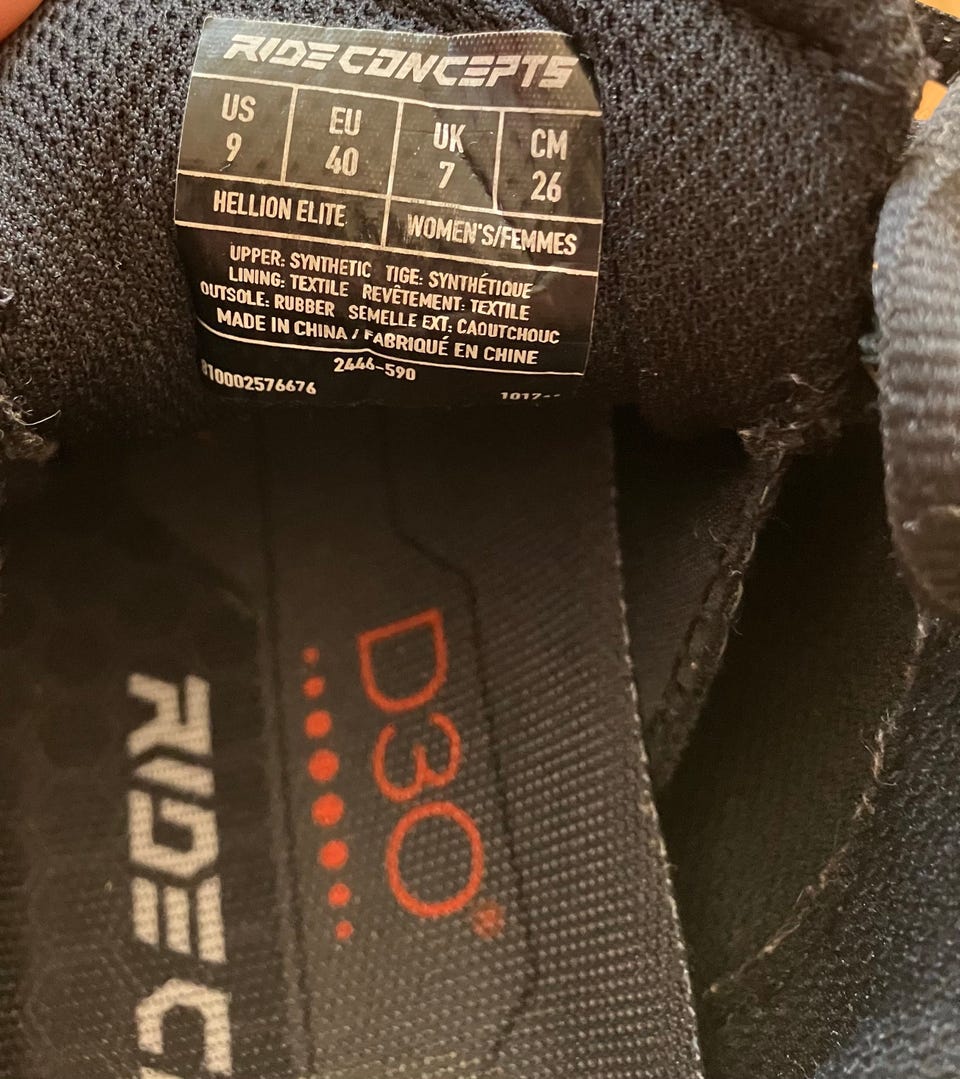 RIDE CONCEPTS
US EU UK CM
9 40 7 26
HELLION ELITE WOMEN'S/FEMMES
UPPER: SYNTHETIC TIGE: SYNTHÉTIQUE
LINING: TEXTILE REVÊTEMENT: TEXTILE
OUTSOLE: RUBBER SEMELLE EXT: CAOUTCHOUC
MADE IN CHINA / FABRIQUÉ EN CHINE
2446-590
810002576676
D3O®
RIDE C